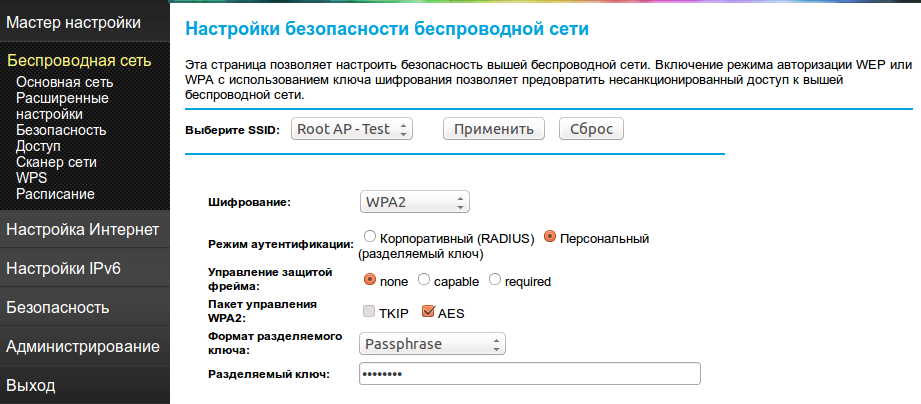 Мастер настройки
Беспроводная сеть
Основная сеть
Расширенные
настройки
Безопасность
Доступ
Сканер сети
WPS
Расписание
Настройка Интернет
Настройки IPv6
Безопасность
Администрирование
Выход
Настройки безопасности беспроводной сети
Эта страница позволяет настроить безопасность вышей беспроводной сети. Включение режима авторизации WEP или
WPA с использованием ключа шифрования позволяет предовратить несанкционированный доступ к вышей
беспроводной сети.
Выберите SSID: Root AP - Test Применить Сброс
Шифрование: WPA2
Режим аутентификации: Корпоративный (RADIUS) Персональный
(разделяемый ключ)
Управление защитой
фрейма: none capable required
Пакет управления
WPA2: TKIP AES
Формат разделяемого
ключа: Passphrase
Разделяемый ключ: ••••••••